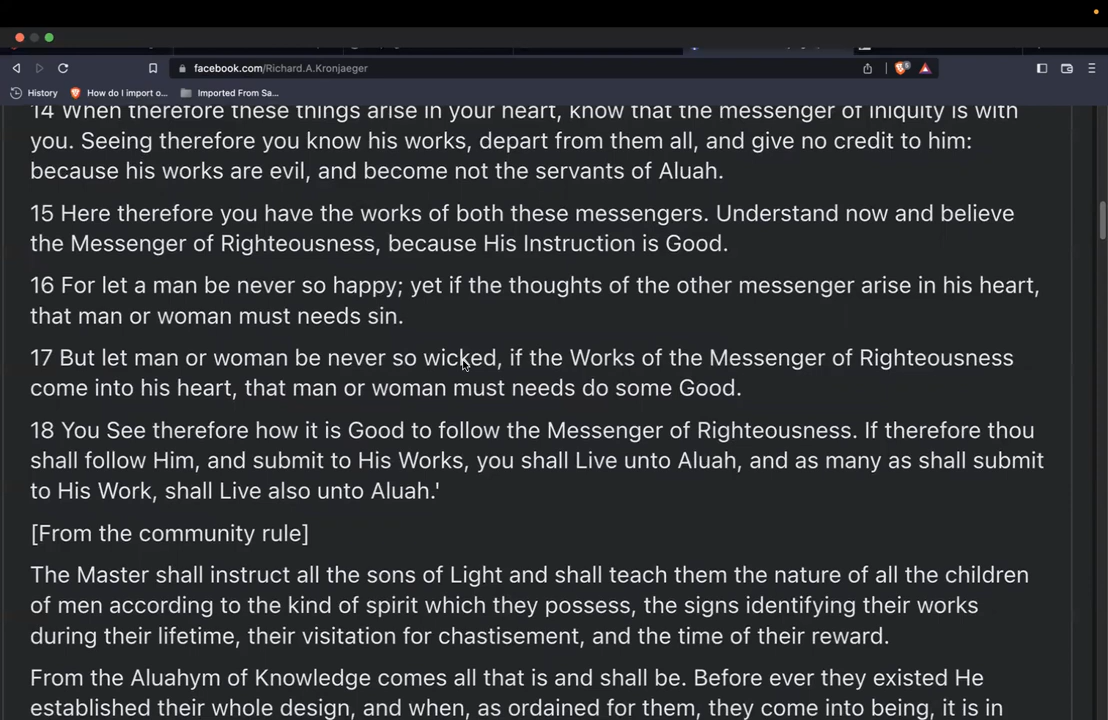 facebook.com/Richard.A.Kronjaeger
History How do I import o... Imported From Sa...
14 When therefore these things arise in your heart, know that the messenger of iniquity is with
you. Seeing therefore you know his works, depart from them all, and give no credit to him:
because his works are evil, and become not the servants of Aluah.
15 Here therefore you have the works of both these messengers. Understand now and believe
the Messenger of Righteousness, because His Instruction is Good.
16 For let a man be never so happy; yet if the thoughts of the other messenger arise in his heart,
that man or woman must needs sin.
17 But let man or woman be never so wicked, if the Works of the Messenger of Righteousness
come into his heart, that man or woman must needs do some Good.
18 You See therefore how it is Good to follow the Messenger of Righteousness. If therefore thou
shall follow Him, and submit to His Works, you shall Live unto Aluah, and as many as shall submit
to His Work, shall Live also unto Aluah.'
[From the community rule]
The Master shall instruct all the sons of Light and shall teach them the nature of all the children
of men according to the kind of spirit which they possess, the signs identifying their works
during their lifetime, their visitation for chastisement, and the time of their reward.
From the Aluahym of Knowledge comes all that is and shall be. Before ever they existed He
established their whole design, and when, as ordained for them, they come into being, it is in